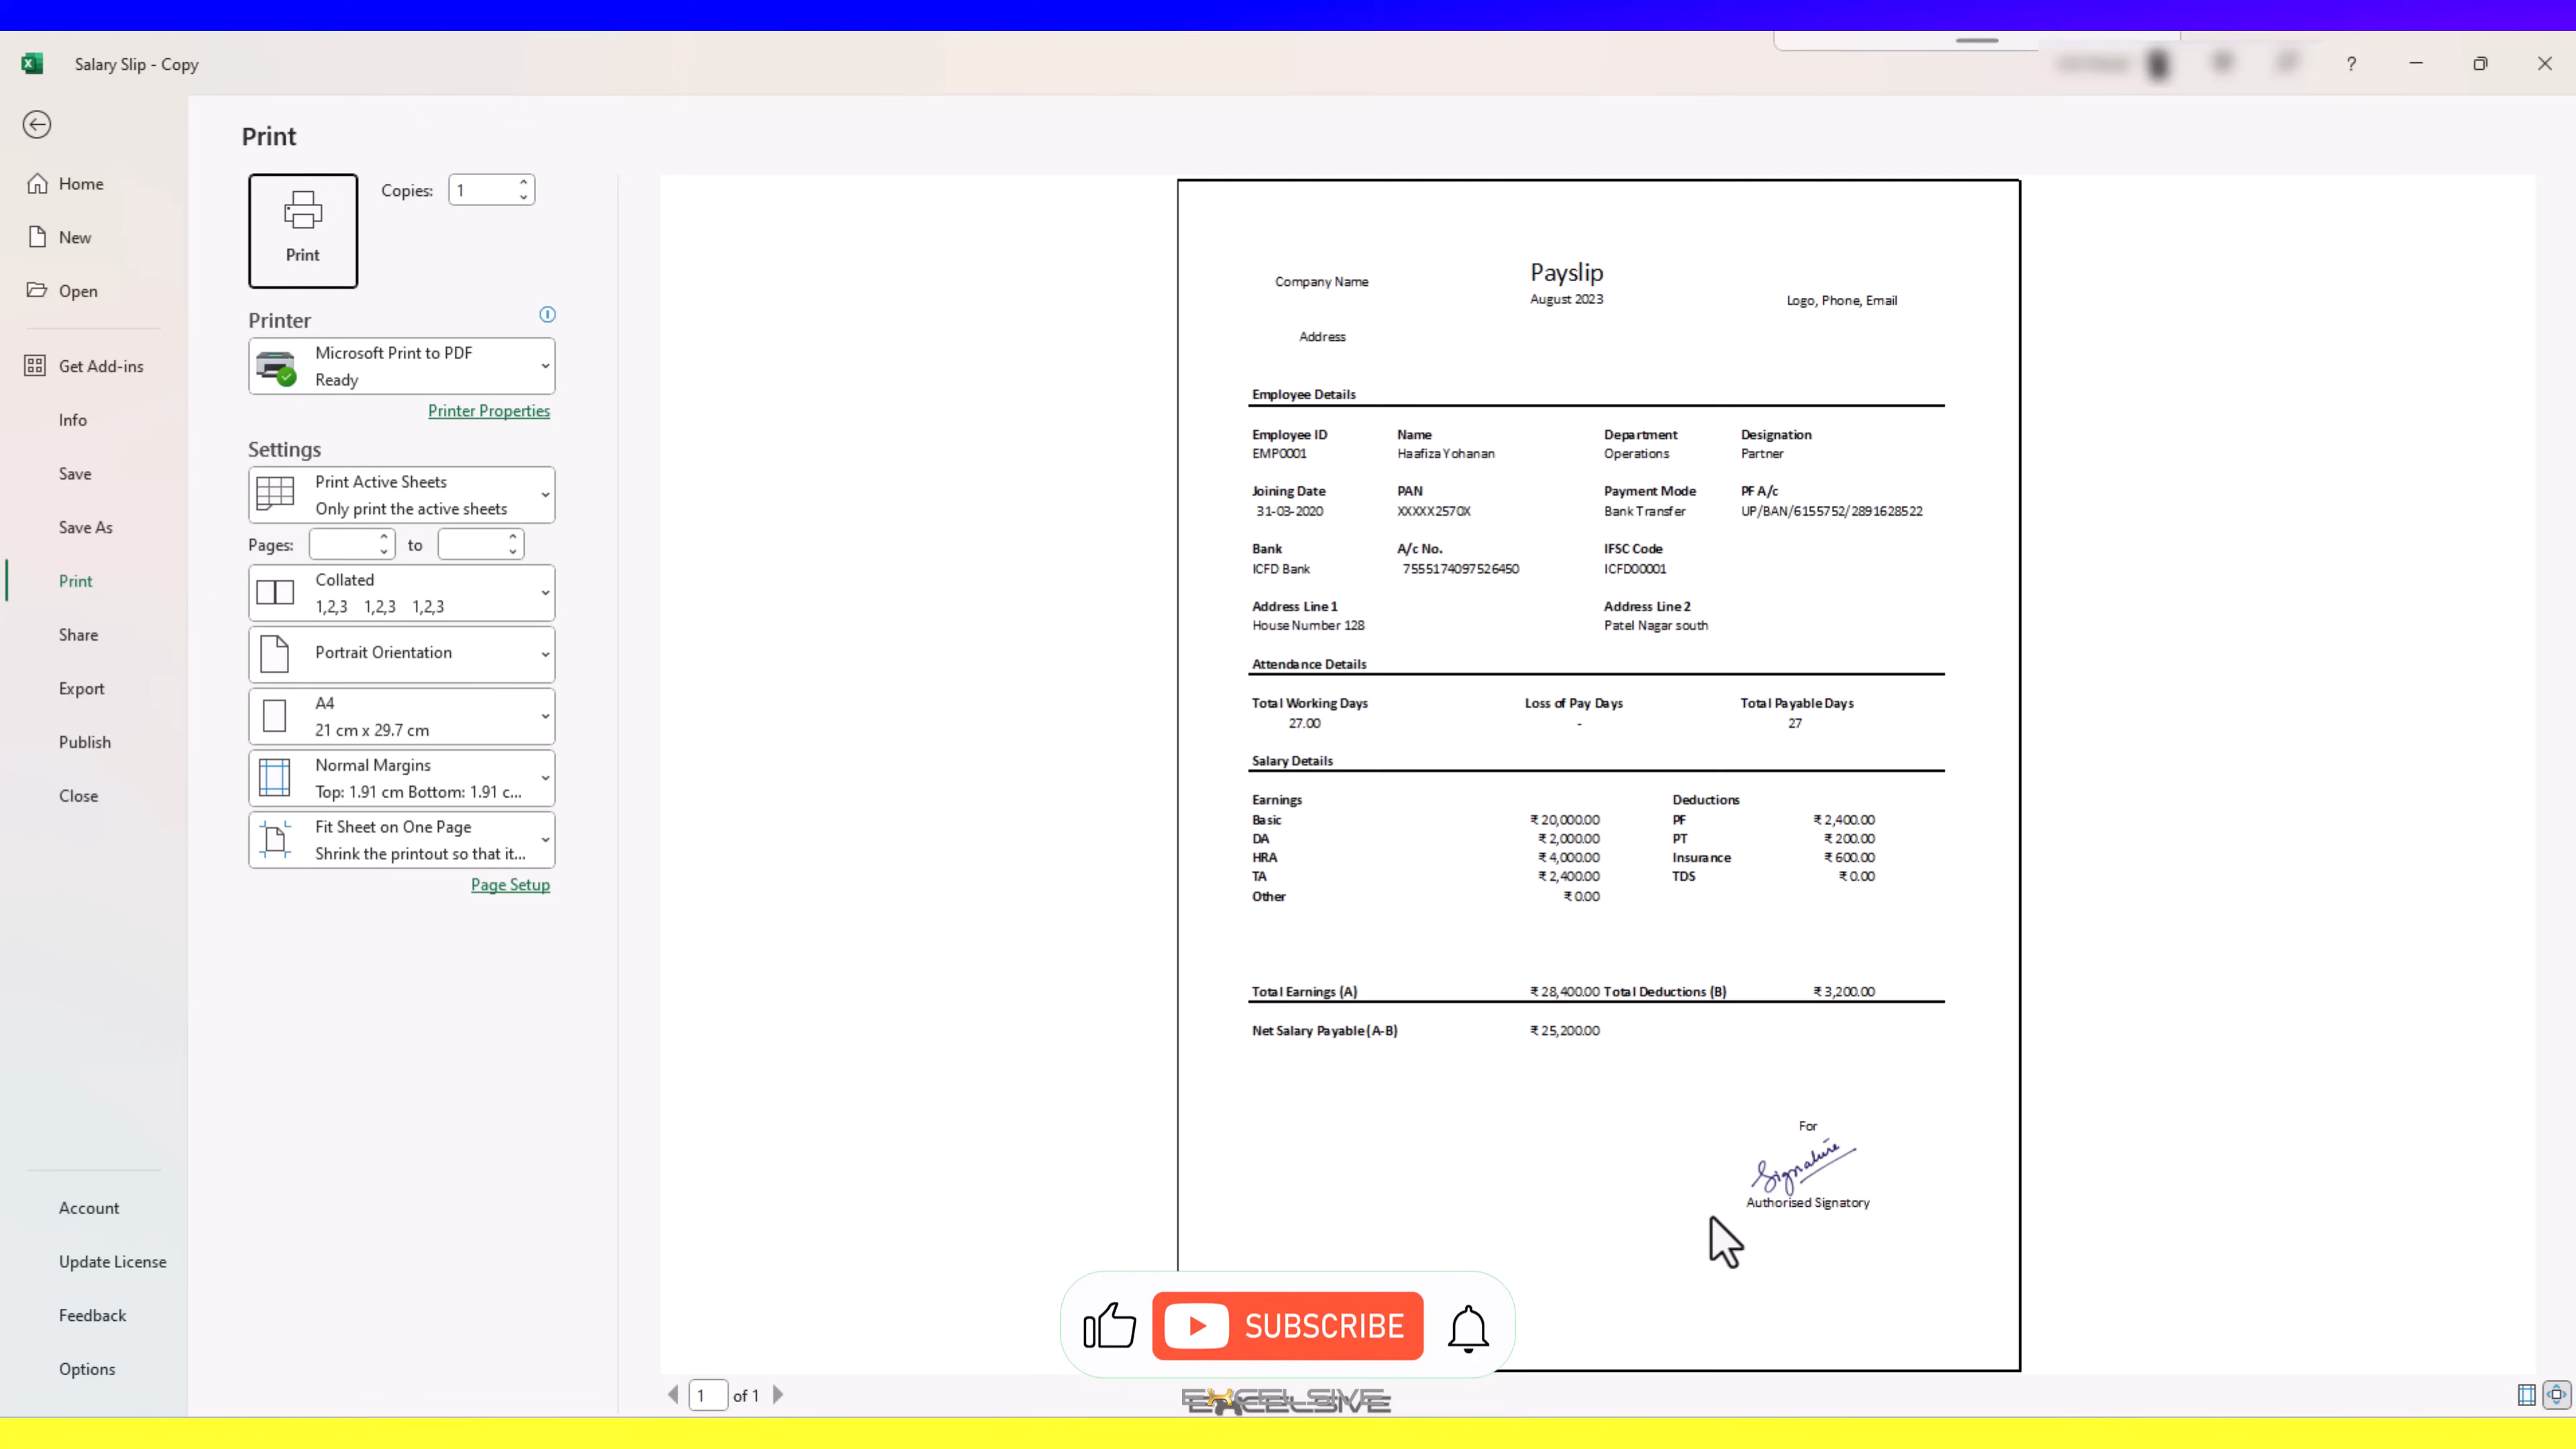 Salary Slip - Copy
?
Print
Home
New
Open
Get Add-ins
Info
Save
Save As
Print
Share
Export
Publish
Close
Account
Update License
Feedback
Options
Print
Copies: 1
Printer
Microsoft Print to PDF
Ready
Printer Properties
Settings
Print Active Sheets
Only print the active sheets
Pages: to
Collated
1,2,3 1,2,3 1,2,3
Portrait Orientation
A4
21 cm x 29.7 cm
Normal Margins
Top: 1.91 cm Bottom: 1.91 c...
Fit Sheet on One Page
Shrink the printout so that it...
Page Setup
Company Name Payslip
August 2023 Logo, Phone, Email
Address
Employee Details
Employee ID Name Department Designation
EMP0001 Haafiza Yohanan Operations Partner
Joining Date PAN Payment Mode PF A/c
31-03-2020 XXXXX2570X Bank Transfer UP/BAN/6155752/2891628522
Bank A/c No. IFSC Code
ICFD Bank 7555174097526450 ICFD00001
Address Line 1 Address Line 2
House Number 128 Patel Nagar south
Attendance Details
Total Working Days Loss of Pay Days Total Payable Days
27.00 - 27
Salary Details
Earnings Deductions
Basic ₹ 20,000.00 PF ₹ 2,400.00
DA ₹ 2,000.00 PT ₹ 200.00
HRA ₹ 4,000.00 Insurance ₹ 600.00
TA ₹ 2,400.00 TDS ₹ 0.00
Other ₹ 0.00
Total Earnings (A) ₹ 28,400.00 Total Deductions (B) ₹ 3,200.00
Net Salary Payable (A-B) ₹ 25,200.00
For
Signature
Authorised Signatory
SUBSCRIBE
1 of 1
EXCELSIVE